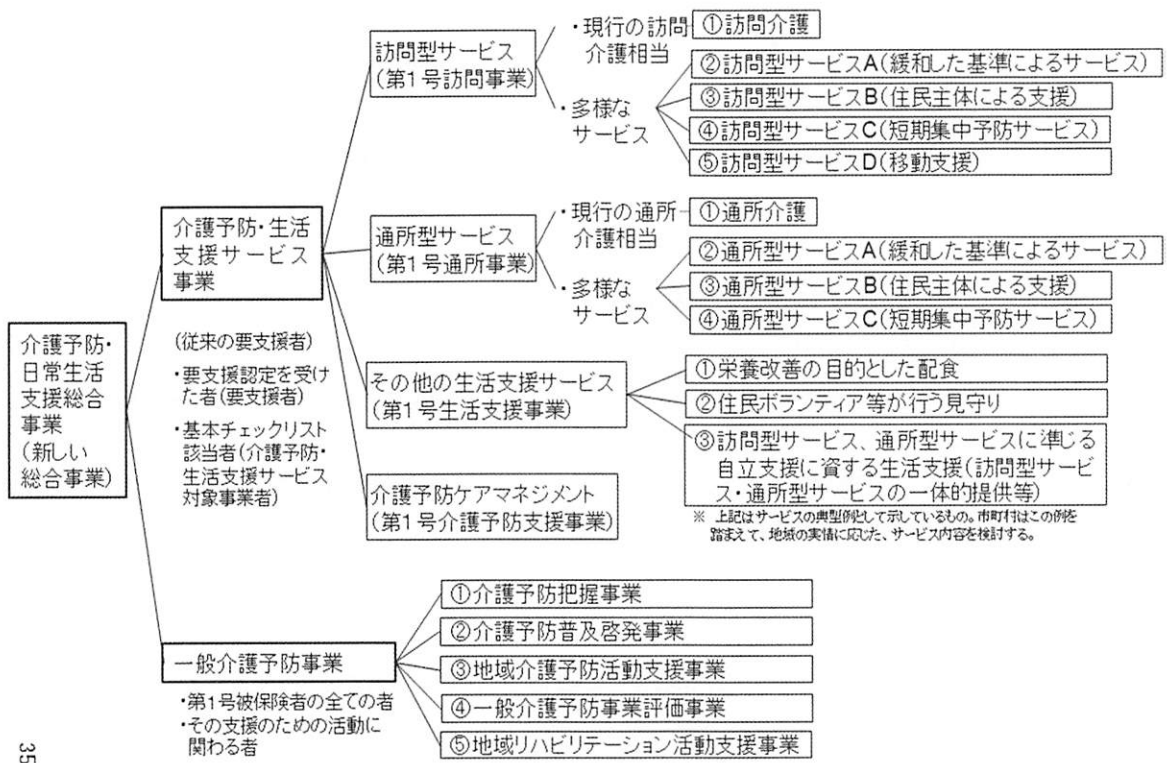 介護予防・
日常生活
支援総合
事業
(新しい
総合事業)
介護予防・生活
支援サービス
事業
(従来の要支援者)
・要支援認定を受け
た者(要支援者)
・基本チェックリスト
該当者(介護予防・
生活支援サービス
対象事業者)
訪問型サービス
(第1号訪問事業)
・現行の訪問
介護相当
①訪問介護
・多様な
サービス
②訪問型サービスA(緩和した基準によるサービス)
③訪問型サービスB(住民主体による支援)
④訪問型サービスC(短期集中予防サービス)
⑤訪問型サービスD(移動支援)
通所型サービス
(第1号通所事業)
・現行の通所
介護相当
①通所介護
・多様な
サービス
②通所型サービスA(緩和した基準によるサービス)
③通所型サービスB(住民主体による支援)
④通所型サービスC(短期集中予防サービス)
その他の生活支援サービス
(第1号生活支援事業)
①栄養改善の目的とした配食
②住民ボランティア等が行う見守り
③訪問型サービス、通所型サービスに準じる
自立支援に資する生活支援(訪問型サービ
ス・通所型サービスの一体的提供等)
※ 上記はサービスの典型例として示しているもの。市町村はこの例を
踏まえて、地域の実情に応じた、サービス内容を検討する。
介護予防ケアマネジメント
(第1号介護予防支援事業)
一般介護予防事業
・第1号被保険者の全ての者
・その支援のための活動に
関わる者
①介護予防把握事業
②介護予防普及啓発事業
③地域介護予防活動支援事業
④一般介護予防事業評価事業
⑤地域リハビリテーション活動支援事業
35